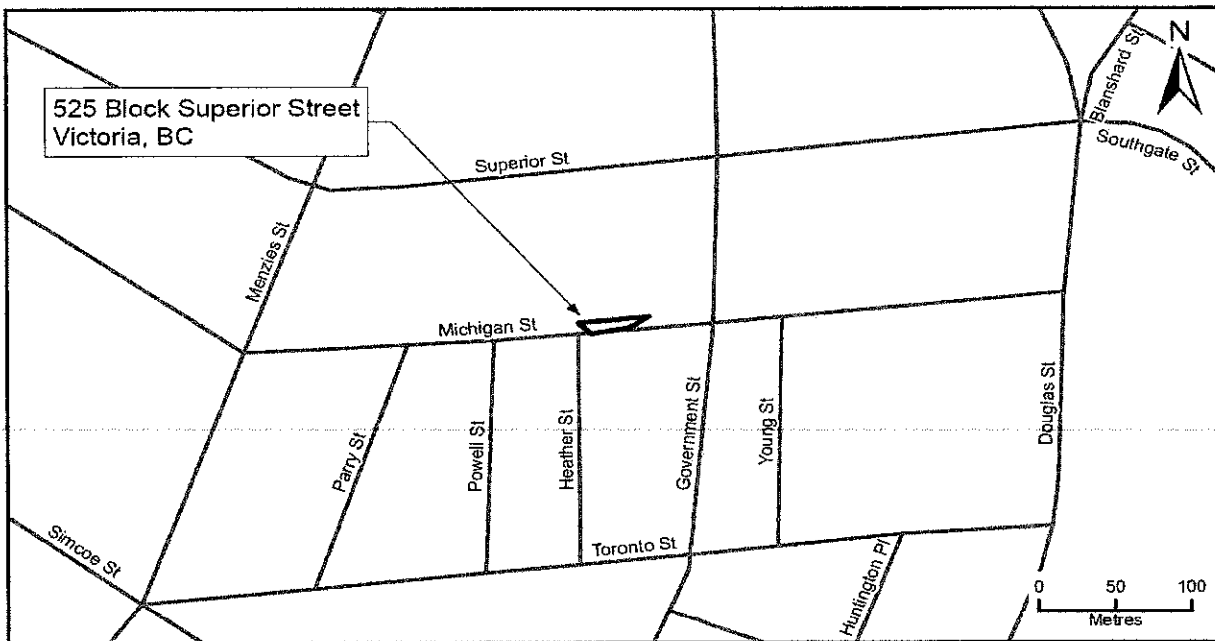 N
Blanshard St
525 Block Superior Street
Victoria, BC
Superior St
Southgate St
Menzies St
Michigan St
Parry St
Powell St
Heather St
Government St
Young St
Douglas St
Simcoe St
Toronto St
Huntington Pl
0 50 100
Metres